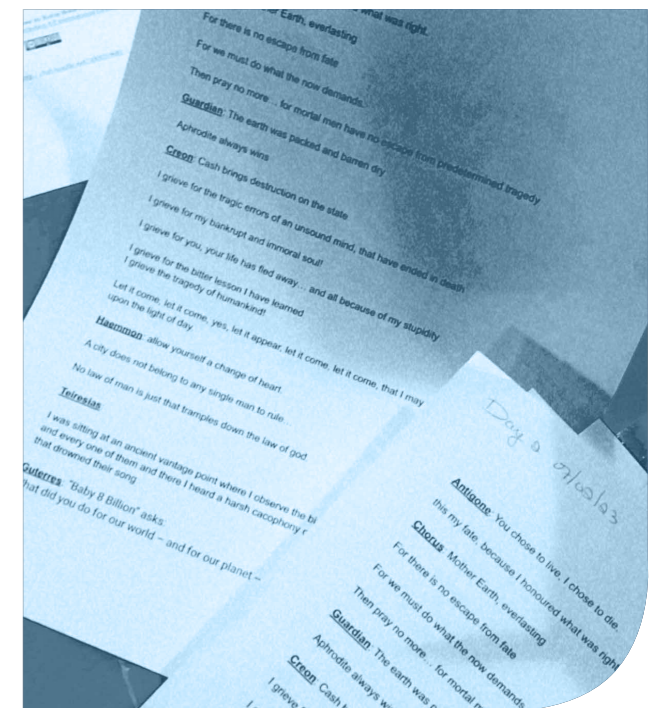 Earth, everlasting
what was right.
For there is no escape from fate
For we must do what the now demands..
Then pray no more... for mortal men have no escape from predetermined tragedy
Guardian: The earth was packed and barren dry
Aphrodite always wins
Creon: Cash brings destruction on the state
I grieve for the tragic errors of an unsound mind, that have ended in death
I grieve for my bankrupt and immoral soul!
I grieve for you, your life has fled away... and all because of my stupidity
I grieve for the bitter lesson I have learned
I grieve the tragedy of humankind!
Let it come, let it come, yes, let it appear, let it come, let it come, that I may
upon the light of day.
Haemmon: allow yourself a change of heart.
A city does not belong to any single man to rule..
No law of man is just that tramples down the law of god
Teiresias
I was sitting at an ancient vantage point where I observe the bi
and every one of them and there I heard a harsh cacophony
that drowned their song
Guterres: "Baby 8 Billion" asks:
hat did you do for our world – and for our planet –
Day
Antigone: You chose to live, I chose to die.
this my fate, because I honoured what was right
Chorus: Mother Earth, everlasting
For there is no escape from fate
For we must do what the now demands
Then pray no more... for mortal m
Guardian: The earth was
Aphrodite always w
Creon: Cash
I grieve